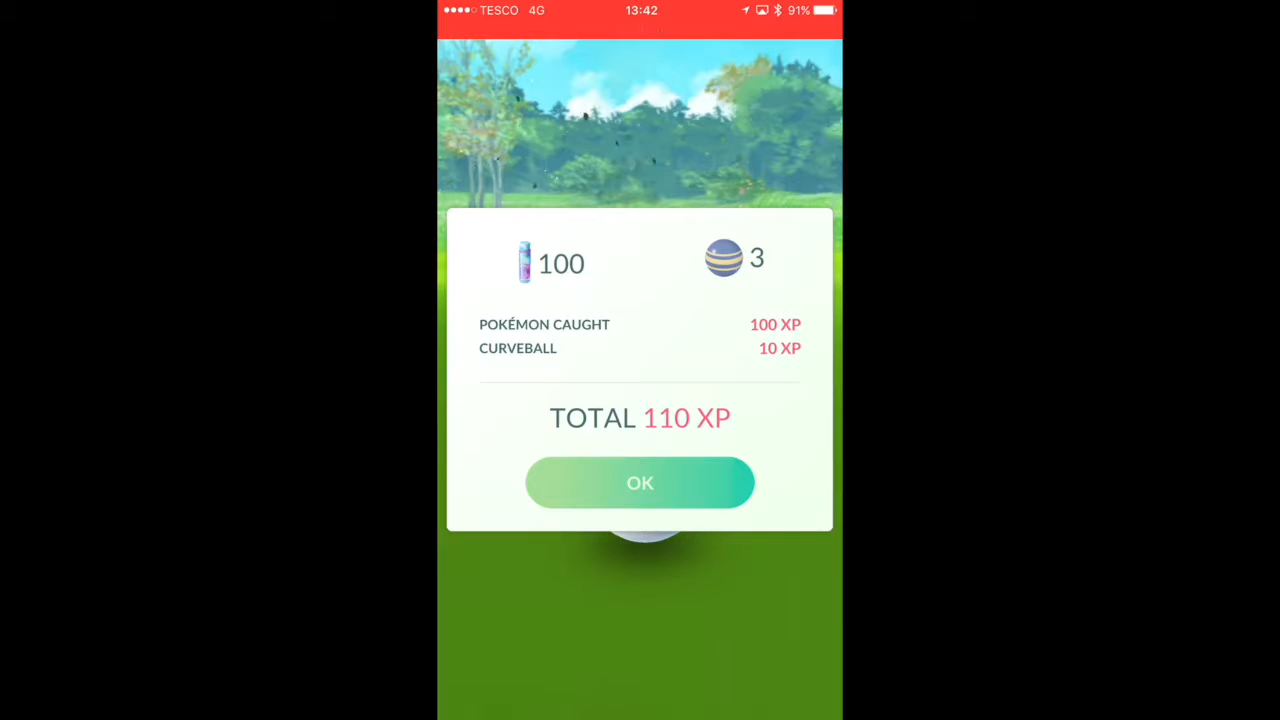 TESCO 4G 13:42 91%
100 3
POKÉMON CAUGHT 100 XP
CURVEBALL 10 XP
TOTAL 110 XP
OK